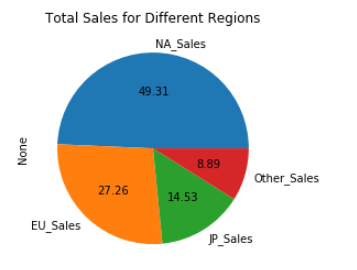 Total Sales for Different Regions
NA_Sales
49.31
None
8.89
Other_Sales
27.26
14.53
EU_Sales
JP_Sales